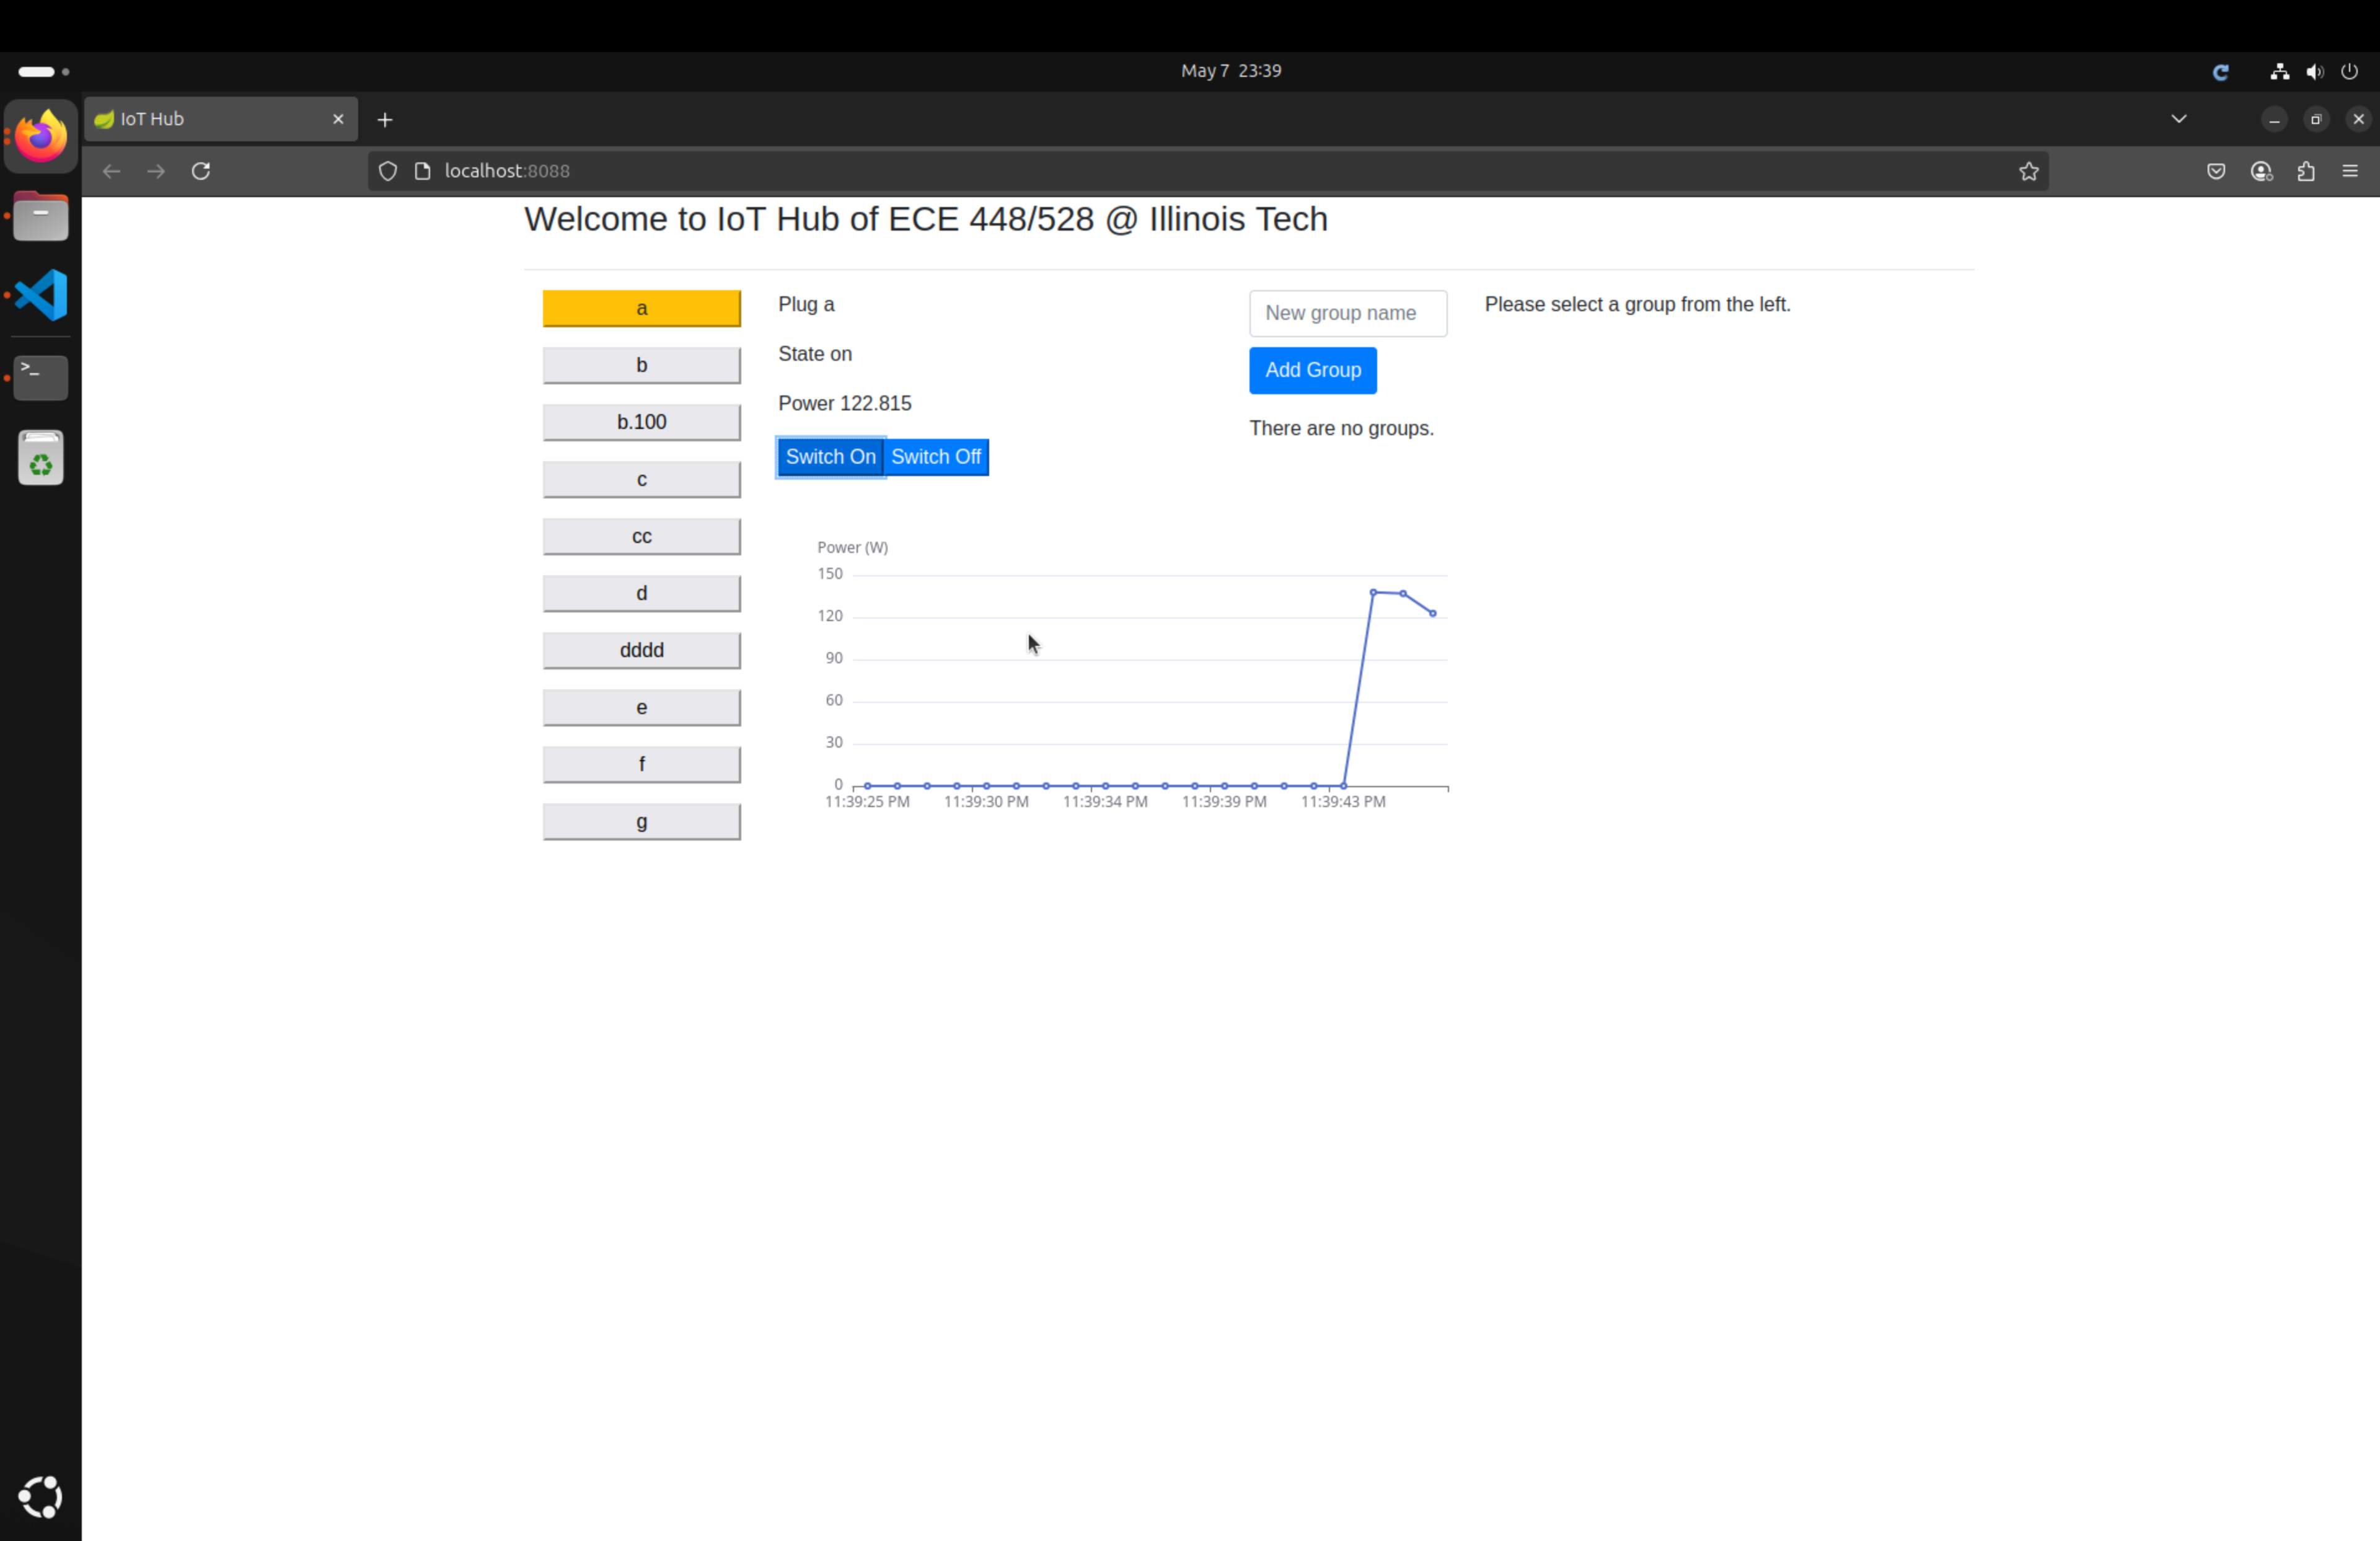 May 7 23:39
IoT Hub
localhost:8088
Welcome to IoT Hub of ECE 448/528 @ Illinois Tech
a
b
b.100
c
cc
d
dddd
e
f
g
Plug a
State on
Power 122.815
Switch On
Switch Off
Power (W)
150
120
90
60
30
0
11:39:25 PM
11:39:30 PM
11:39:34 PM
11:39:39 PM
11:39:43 PM
New group name
Add Group
There are no groups.
Please select a group from the left.